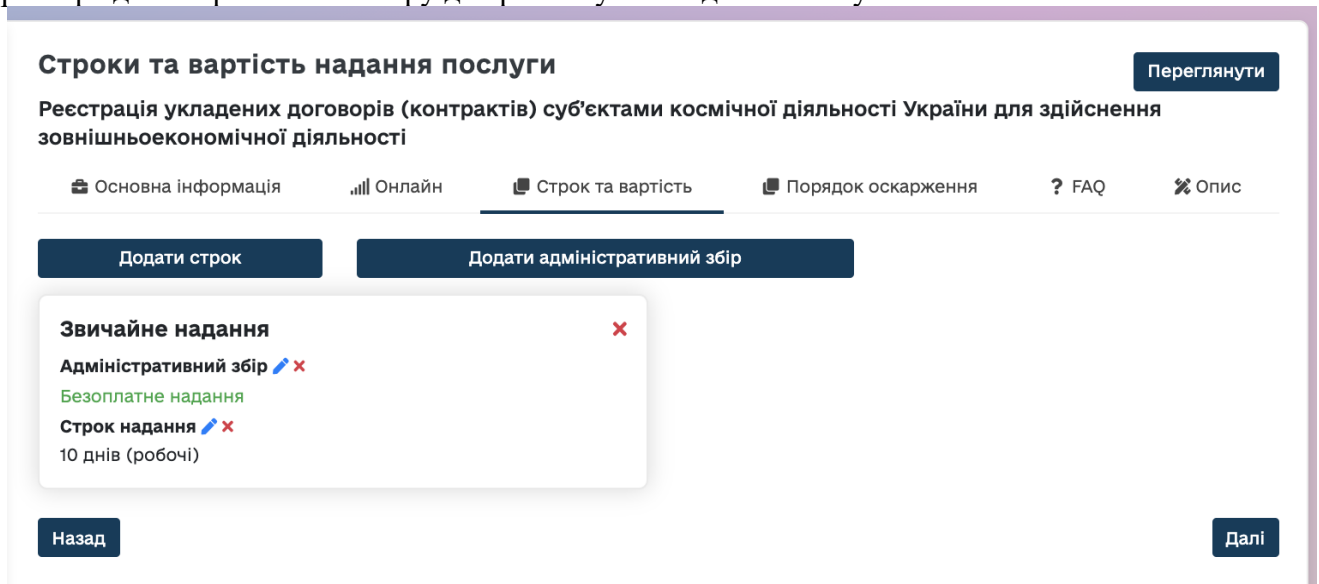 Строки та вартість надання послуги
Переглянути
Реєстрація укладених договорів (контрактів) суб’єктами космічної діяльності України для здійснення
зовнішньоекономічної діяльності
Основна інформація Онлайн Строк та вартість Порядок оскарження ? FAQ Опис
Додати строк Додати адміністративний збір
Звичайне надання
Адміністративний збір
Безоплатне надання
Строк надання
10 днів (робочі)
Назад Далі